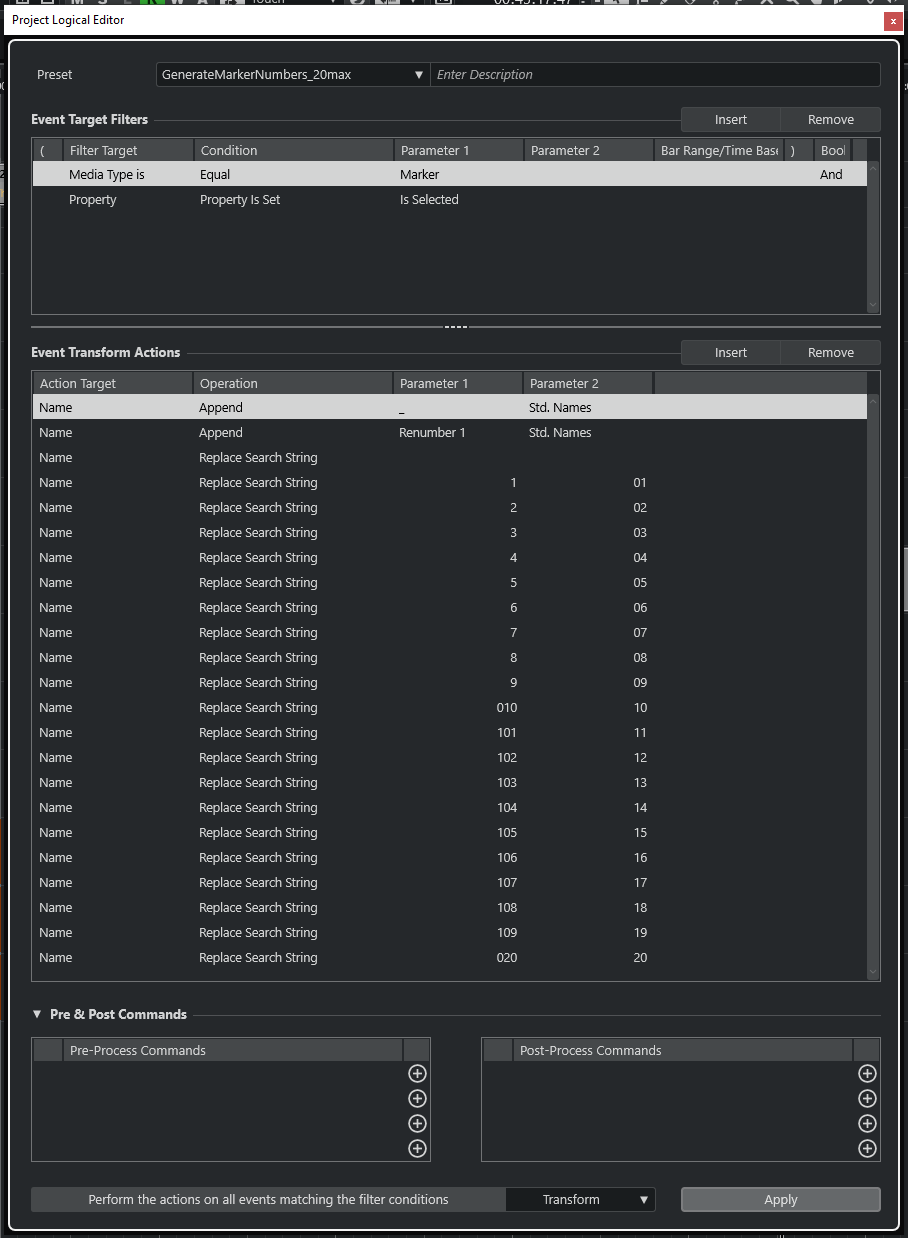 Project Logical Editor
x
Preset GenerateMarkerNumbers_20max ▼ Enter Description
Event Target Filters Insert Remove
( Filter Target Condition Parameter 1 Parameter 2 Bar Range/Time Base ) Bool
Media Type is Equal Marker And
Property Property Is Set Is Selected
Event Transform Actions Insert Remove
Action Target Operation Parameter 1 Parameter 2
Name Append _ Std. Names
Name Append Renumber 1 Std. Names
Name Replace Search String
Name Replace Search String 1 01
Name Replace Search String 2 02
Name Replace Search String 3 03
Name Replace Search String 4 04
Name Replace Search String 5 05
Name Replace Search String 6 06
Name Replace Search String 7 07
Name Replace Search String 8 08
Name Replace Search String 9 09
Name Replace Search String 010 10
Name Replace Search String 101 11
Name Replace Search String 102 12
Name Replace Search String 103 13
Name Replace Search String 104 14
Name Replace Search String 105 15
Name Replace Search String 106 16
Name Replace Search String 107 17
Name Replace Search String 108 18
Name Replace Search String 109 19
Name Replace Search String 020 20
▼ Pre & Post Commands
Pre-Process Commands Post-Process Commands
Perform the actions on all events matching the filter conditions Transform ▼ Apply